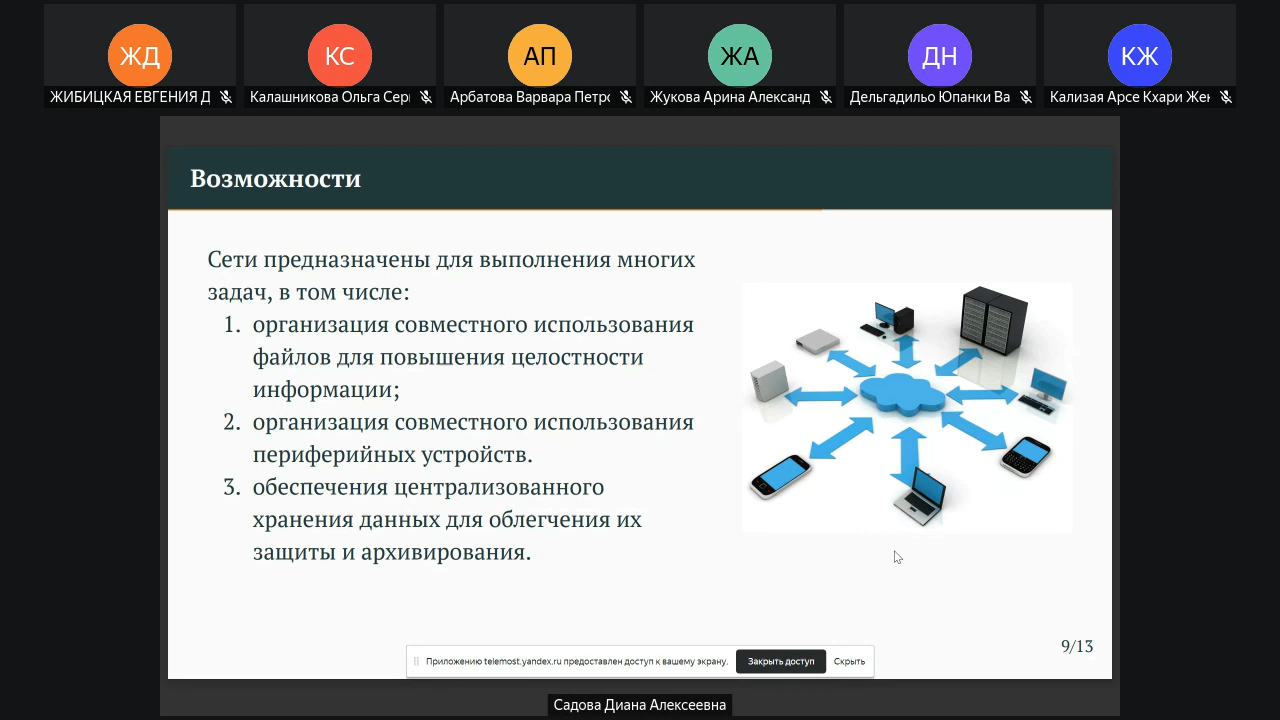 ЖД
КС
АП
ЖА
ДН
КЖ
ЖИБИЦКАЯ ЕВГЕНИЯ Д
Калашникова Ольга Сер
Арбатова Варвара Петро
Жукова Арина Александ
Дельгадильо Юпанки Ва
Кализая Арсе Кхари Жен
Возможности
Сети предназначены для выполнения многих
задач, в том числе:
1. организация совместного использования
файлов для повышения целостности
информации;
2. организация совместного использования
периферийных устройств.
3. обеспечения централизованного
хранения данных для облегчения их
защиты и архивирования.
9/13
Приложению telemost.yandex.ru предоставлен доступ к вашему экрану.
Закрыть доступ
Скрыть
Садова Диана Алексеевна